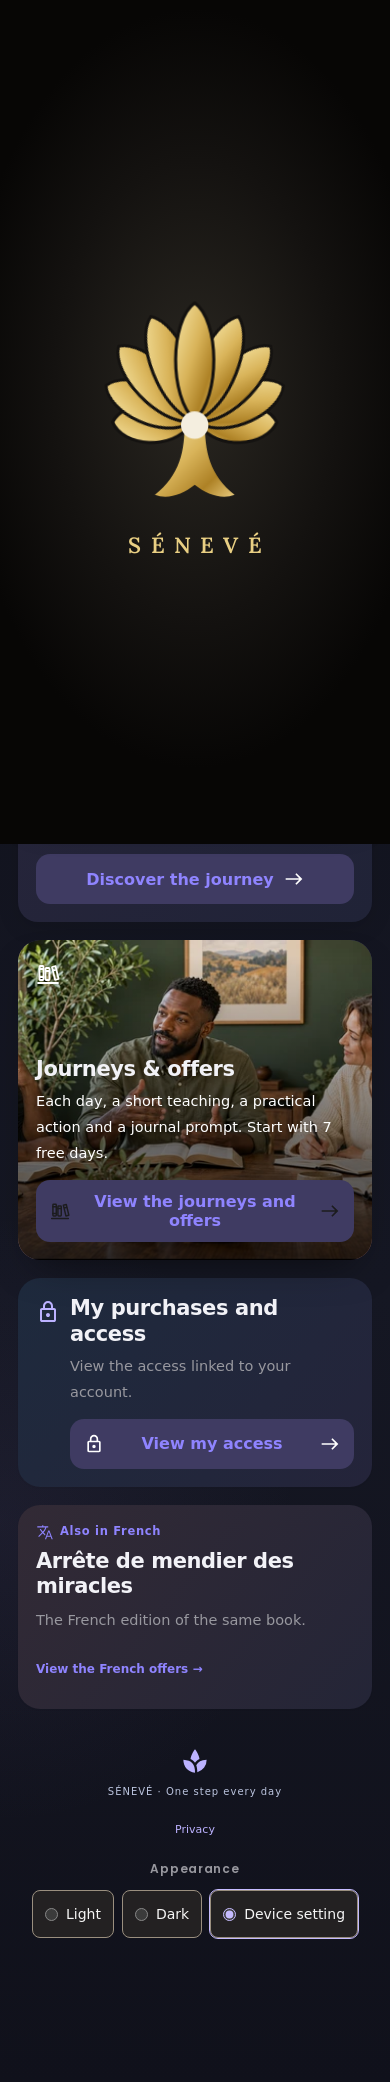 SÉNEVÉ
Discover the journey →
Journeys & offers
Each day, a short teaching, a practical
action and a journal prompt. Start with 7
free days.
View the journeys and
offers →
My purchases and
access
View the access linked to your
account.
View my access →
Also in French
Arrête de mendier des
miracles
The French edition of the same book.
View the French offers →
SÉNEVÉ · One step every day
Privacy
Appearance
Light
Dark
Device setting